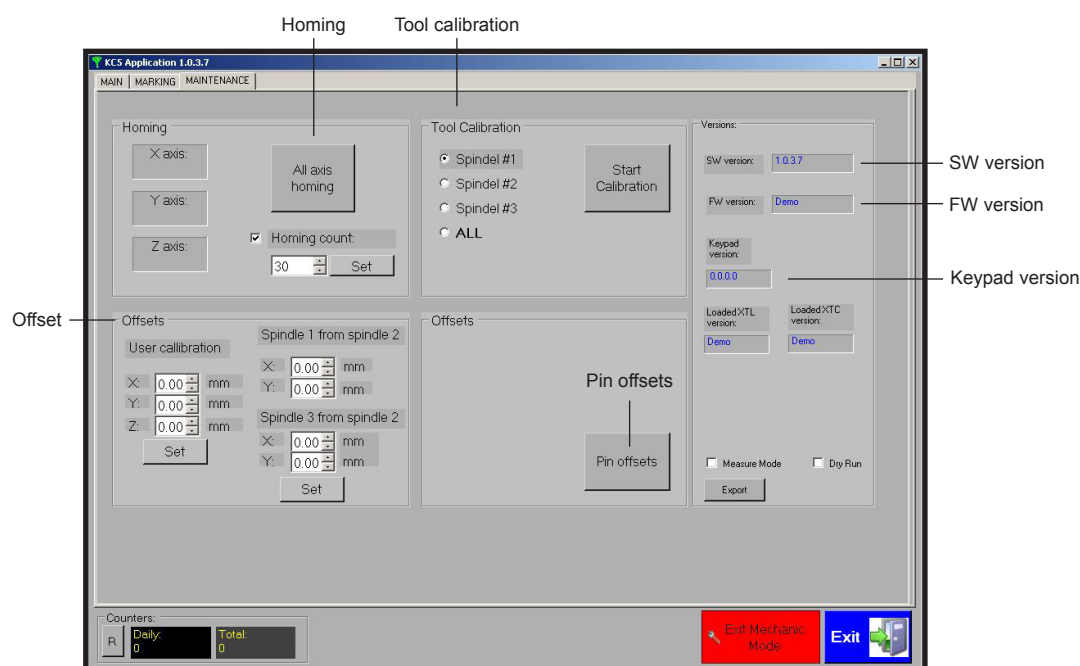 Homing
Tool calibration
KCS Application 1.0.3.7
MAIN
MARKING
MAINTENANCE
Homing
X axis:
Y axis:
Z axis:
All axis
homing
Homing count:
30
Set
Tool Calibration
Spindel #1
Spindel #2
Spindel #3
ALL
Start
Calibration
Versions:
SW version:
1.0.3.7
SW version
FW version:
Demo
FW version
Keypad
version:
0.0.0.0
Keypad version
Loaded XTL
version:
Demo
Loaded XTC
version:
Demo
Offset
Offsets
User callibration
X: 0.00 mm
Y: 0.00 mm
Z: 0.00 mm
Set
Spindle 1 from spindle 2
X: 0.00 mm
Y: 0.00 mm
Spindle 3 from spindle 2
X: 0.00 mm
Y: 0.00 mm
Set
Offsets
Pin offsets
Pin offsets
Measure Mode
Dry Run
Export
Counters:
R
Daily:
0
Total:
0
Exit Mechanic
Mode
Exit